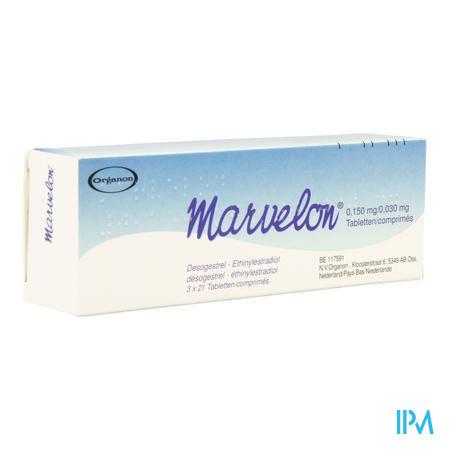 Organon
Marvelon®
0,150 mg/0,030 mg
Tabletten/comprimés
Desogestrel - Ethinylestradiol
désogestrel - éthinylestradiol
3 x 21 Tabletten/comprimés
BE 117591
N.V.Organon, Kloosterstraat 6, 5349 AB Oss,
Nederland/Pays-Bas/Niederlande
IPM